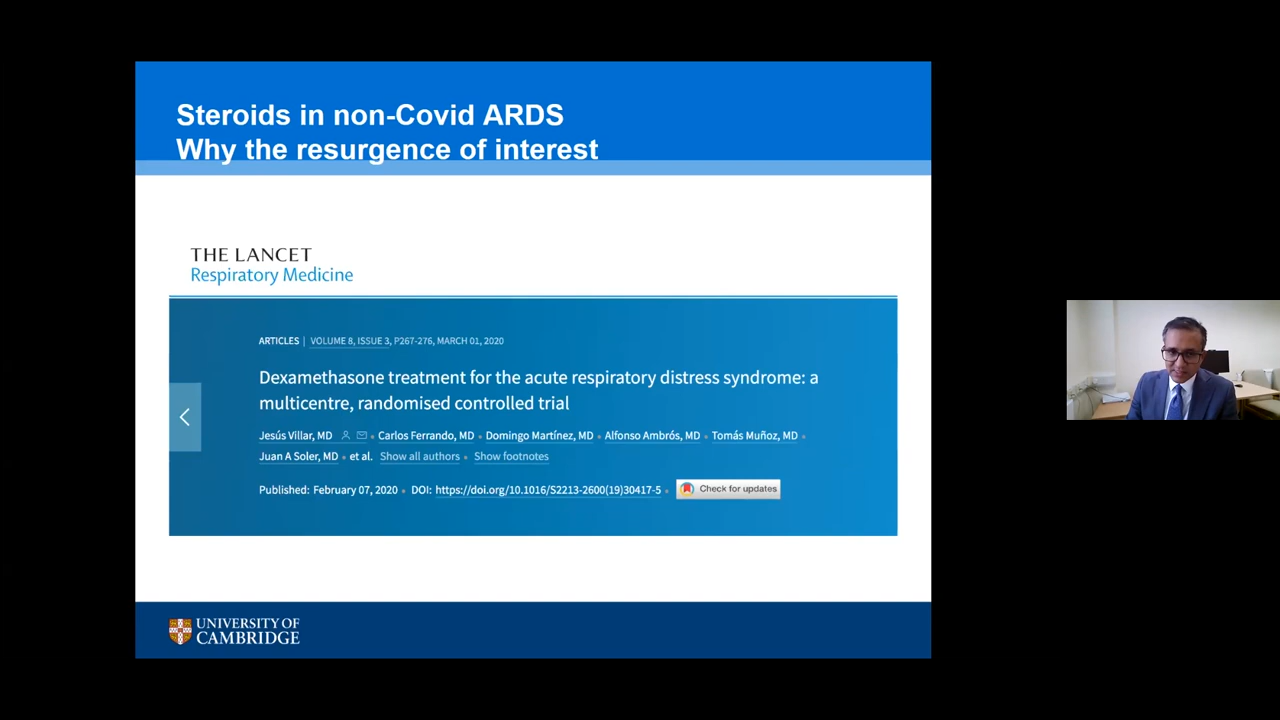 Steroids in non-Covid ARDS
Why the resurgence of interest
THE LANCET
Respiratory Medicine
ARTICLES | VOLUME 8, ISSUE 3, P267-276, MARCH 01, 2020
Dexamethasone treatment for the acute respiratory distress syndrome: a
multicentre, randomised controlled trial
Jesús Villar, MD • Carlos Ferrando, MD • Domingo Martínez, MD • Alfonso Ambrós, MD • Tomás Muñoz, MD •
Juan A Soler, MD • et al. Show all authors • Show footnotes
Published: February 07, 2020 • DOI: https://doi.org/10.1016/S2213-2600(19)30417-5 • Check for updates
UNIVERSITY OF
CAMBRIDGE